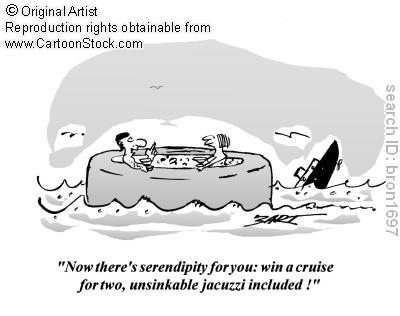 © Original Artist
Reproduction rights obtainable from
www.CartoonStock.com
search ID: bron1697
BART
"Now there's serendipity for you: win a cruise
for two, unsinkable jacuzzi included !"